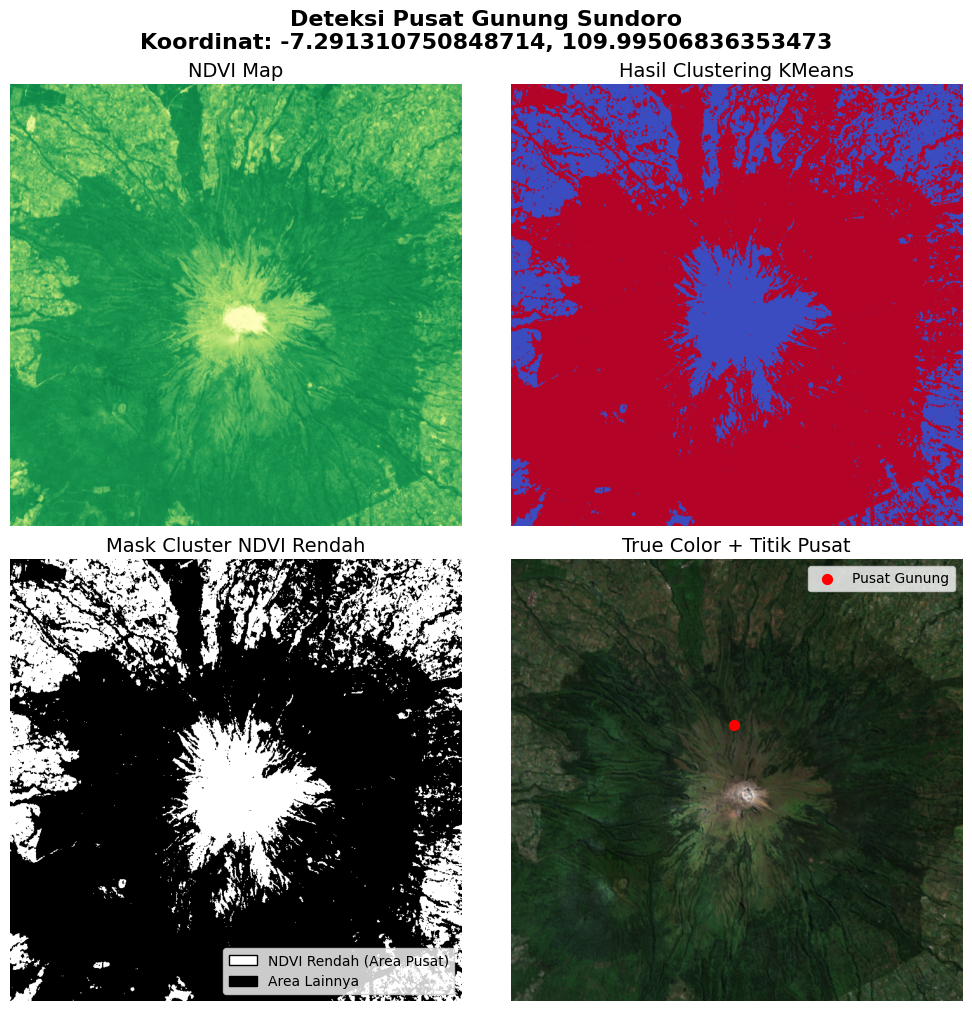 Deteksi Pusat Gunung Sundoro
Koordinat: -7.291310750848714, 109.99506836353473
NDVI Map
Hasil Clustering KMeans
Mask Cluster NDVI Rendah
NDVI Rendah (Area Pusat)
Area Lainnya
True Color + Titik Pusat
Pusat Gunung